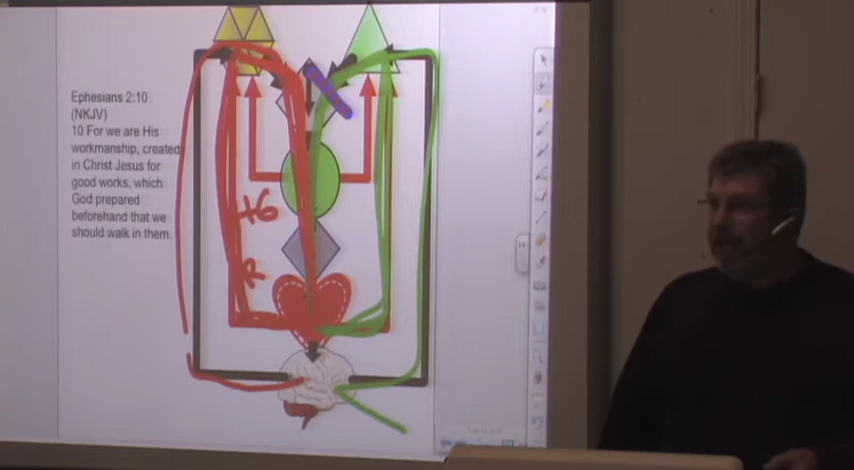 Ephesians 2:10
(NKJV)
10 For we are His
workmanship, created
in Christ Jesus for
good works, which
God prepared
beforehand that we
should walk in them.